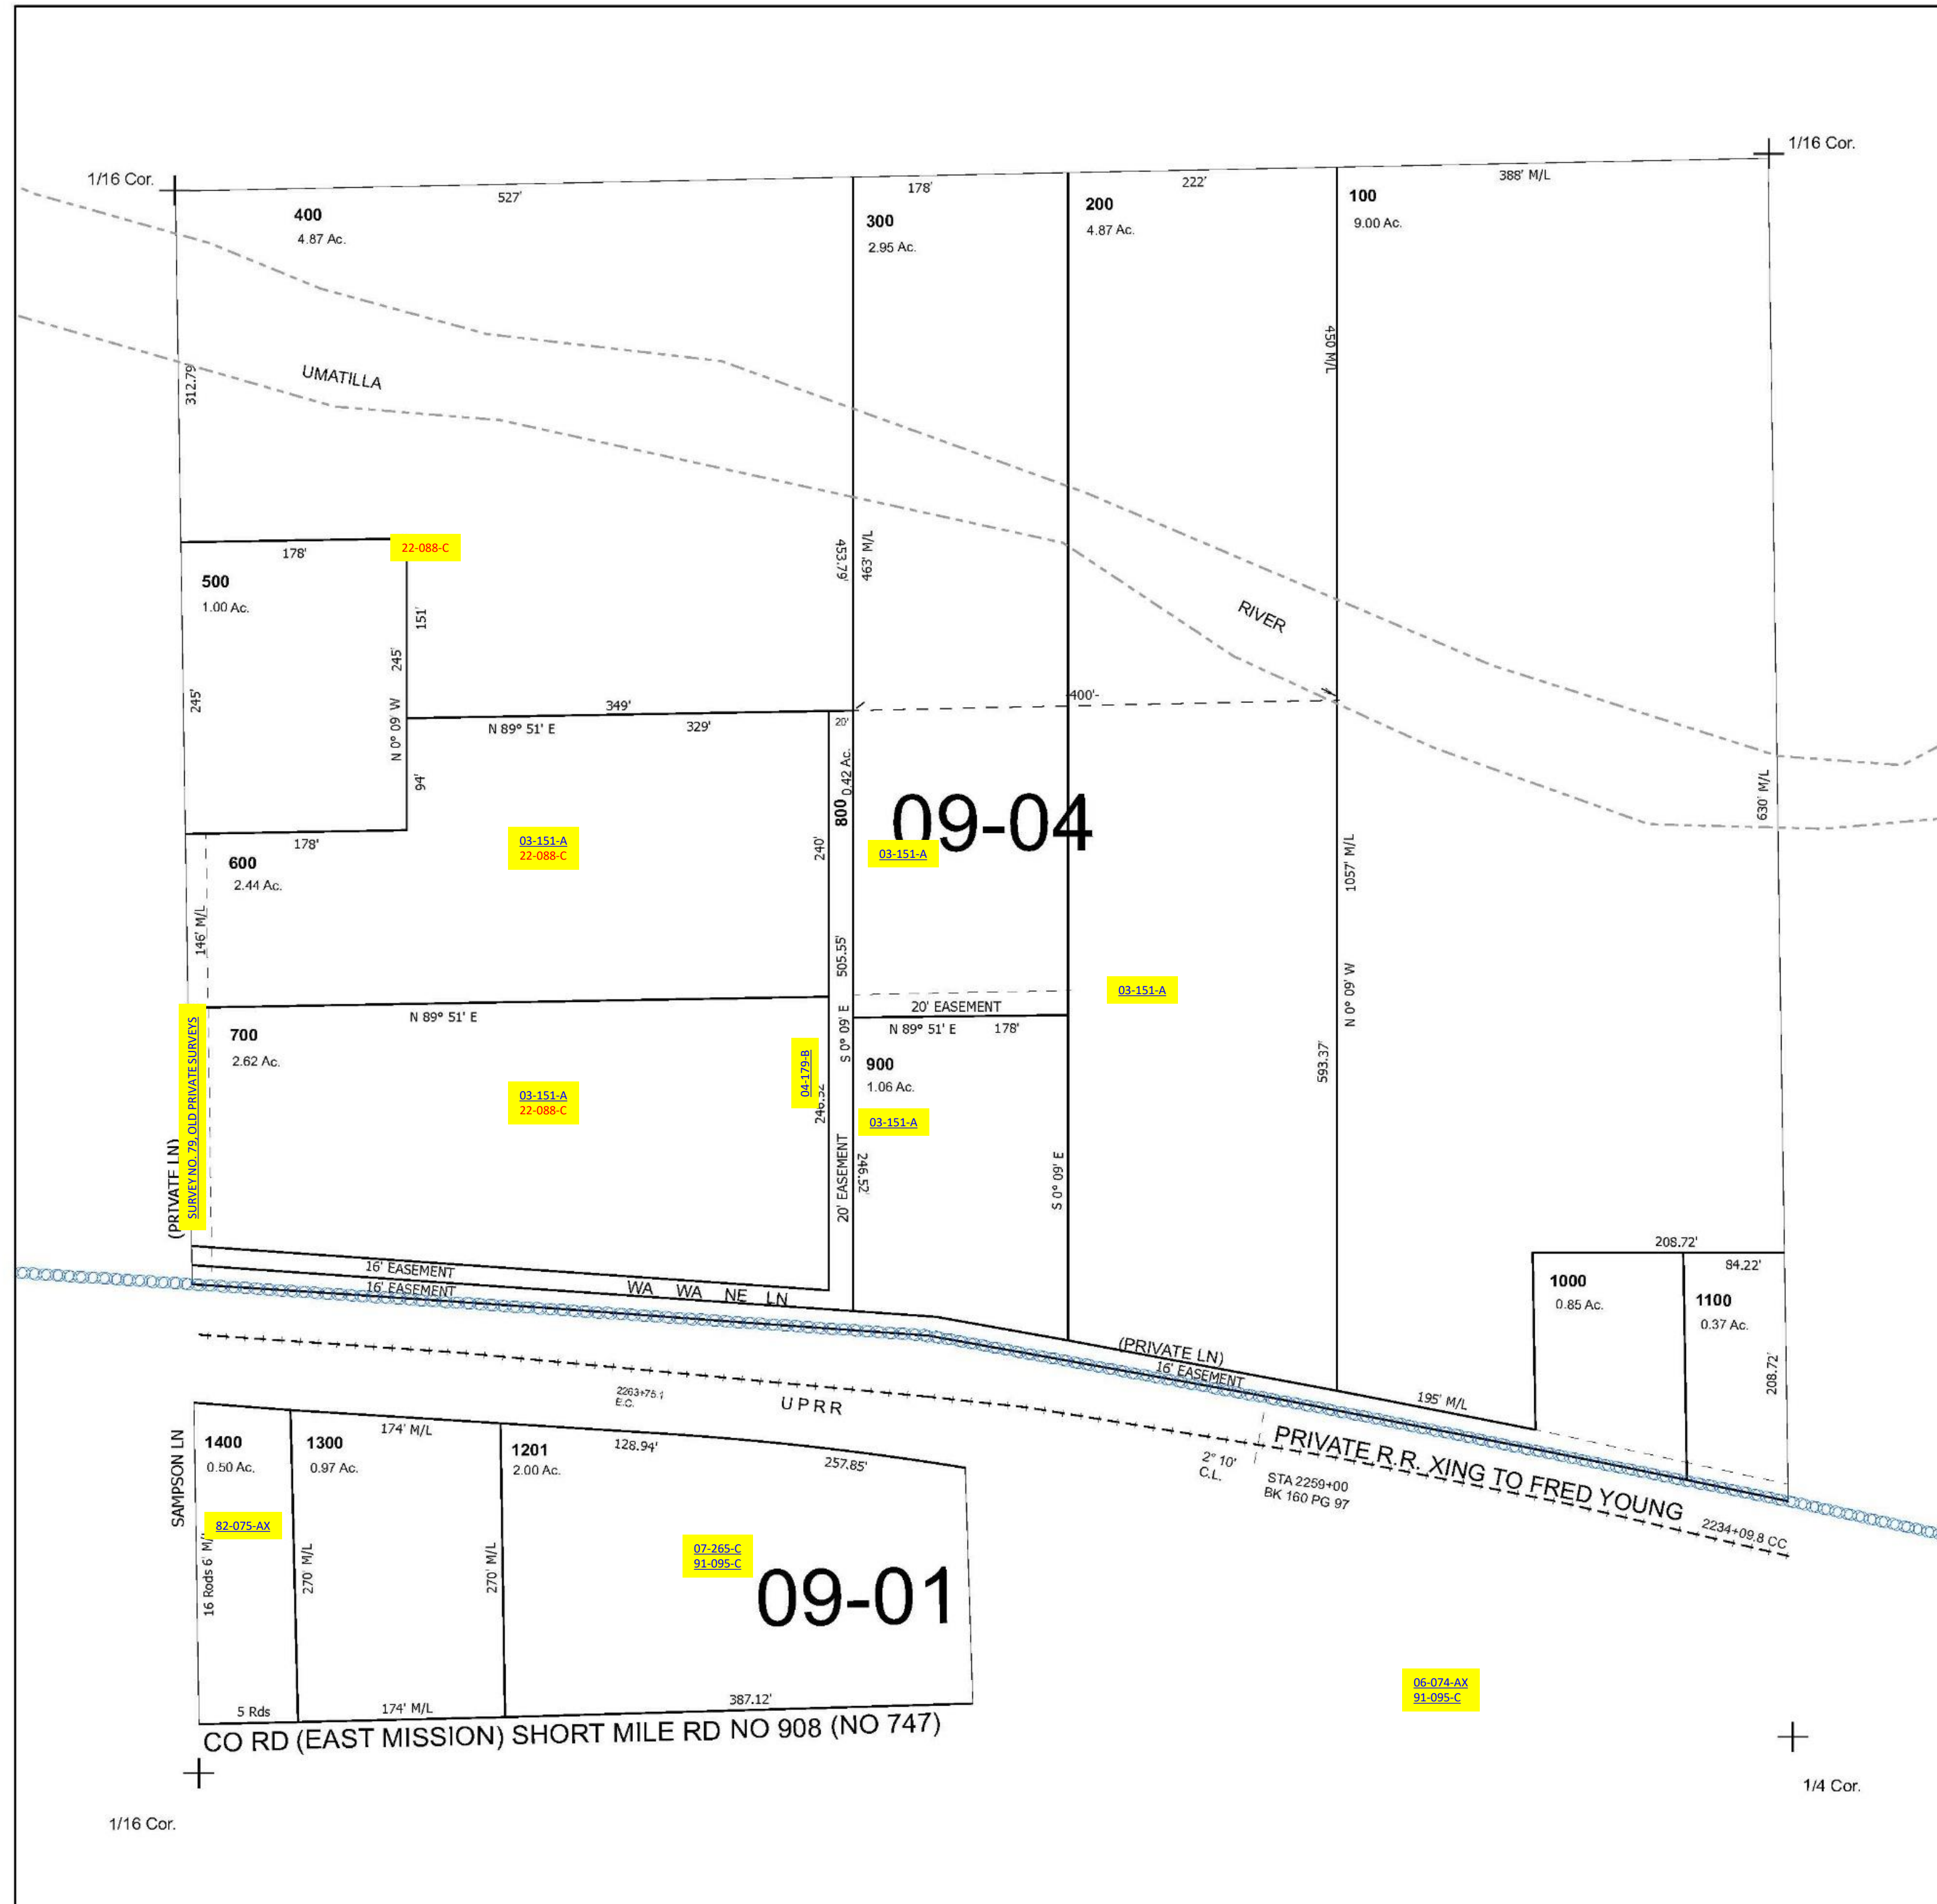 1/16 Cor.
1/16 Cor.
527'
178'
222'
388' M/L
400
4.87 Ac.
300
2.95 Ac.
200
4.87 Ac.
100
9.00 Ac.
312.79'
UMATILLA
450 M/L
178'
22-088-C
453.79'
463' M/L
500
1.00 Ac.
151'
245'
245'
N 0° 09' W
94'
RIVER
349'
N 89° 51' E
329'
20'
400'
630' M/L
178'
600
2.44 Ac.
146' M/L
03-151-A
22-088-C
800
0.42 Ac.
240'
09-04
03-151-A
1057' M/L
N 0° 09' W
505.55'
S 0° 09' E
03-151-A
20' EASEMENT
N 89° 51' E
178'
N 89° 51' E
700
2.62 Ac.
SURVEY NO. 79, OLD PRIVATE SURVEYS
(PRIVATE LN)
03-151-A
22-088-C
04-179-B
246.52'
900
1.06 Ac.
03-151-A
593.37'
20' EASEMENT
246.52'
S 0° 09' E
16' EASEMENT
16' EASEMENT
WA WA NE LN
208.72'
84.22'
1000
0.85 Ac.
1100
0.37 Ac.
208.72'
(PRIVATE LN)
16' EASEMENT
195' M/L
2263+75.1
E.C.
UPRR
PRIVATE R.R. XING TO FRED YOUNG
2° 10'
C.L.
STA 2259+00
BK 160 PG 97
2234+09.8 CC
SAMPSON LN
1400
0.50 Ac.
174' M/L
1300
0.97 Ac.
128.94'
1201
2.00 Ac.
257.85'
82-075-AX
16 Rods 6' M/
270' M/L
270' M/L
07-265-C
91-095-C
09-01
5 Rds
174' M/L
387.12'
CO RD (EAST MISSION) SHORT MILE RD NO 908 (NO 747)
06-074-AX
91-095-C
1/16 Cor.
1/4 Cor.